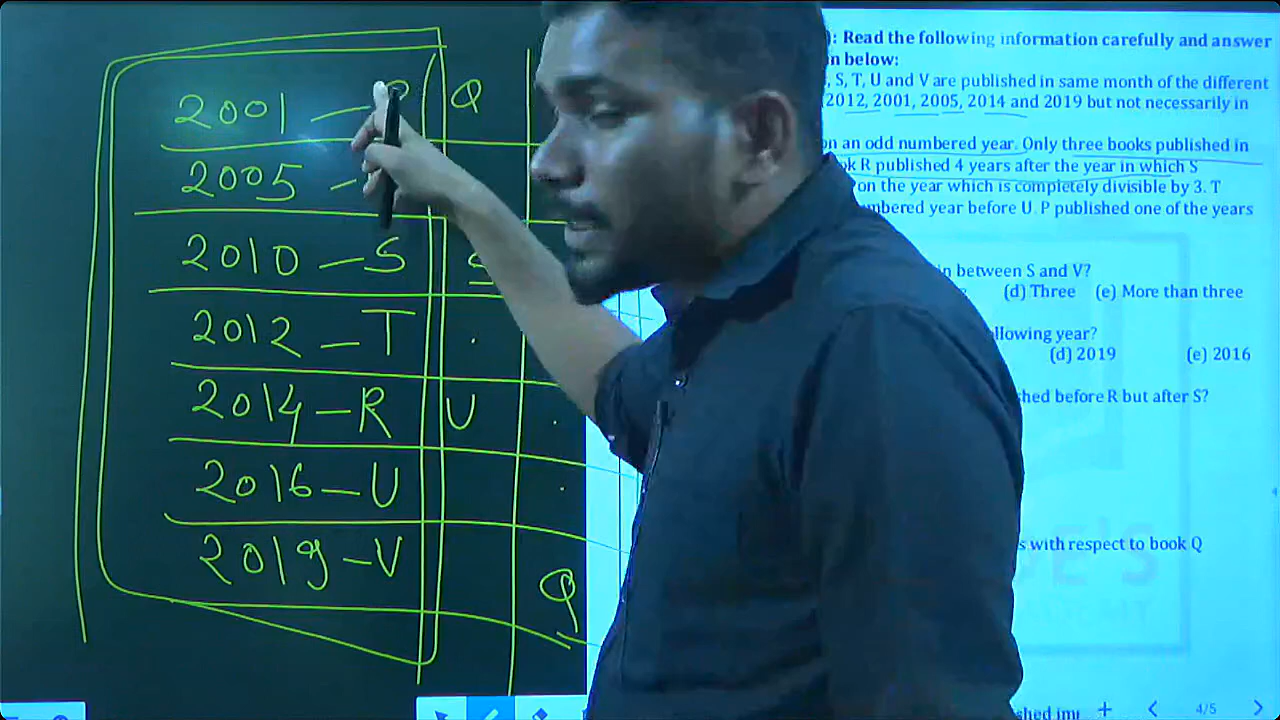 2001 — P Q
2005 —
2010 — S S
2012 — T
2014 — R U
2016 — U
2019 — V
Q
): Read the following information carefully and answer
n below:
, S, T, U and V are published in same month of the different
2012, 2001, 2005, 2014 and 2019 but not necessarily in
on an odd numbered year. Only three books published in
ok R published 4 years after the year in which S
on the year which is completely divisible by 3. T
mbered year before U. P published one of the years
in between S and V?
(d) Three (e) More than three
llowing year?
(d) 2019 (e) 2016
shed before R but after S?
s with respect to book Q
4/5